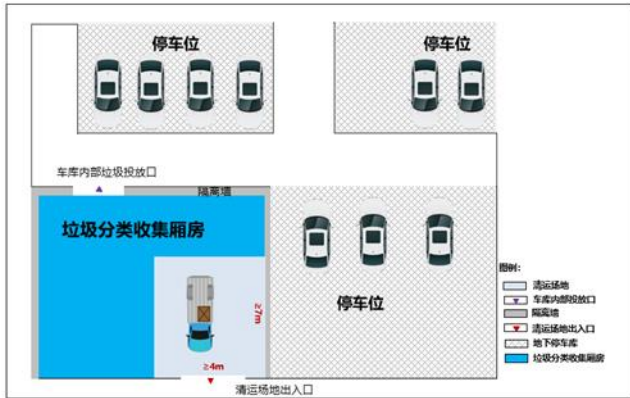 停车位
停车位
车库内部垃圾投放口
隔离墙
垃圾分类收集厢房
停车位
≥7m
≥4m
清运场地出入口
图例：
清运场地
车库内部投放口
隔离墙
清运场地出入口
地下停车库
垃圾分类收集厢房